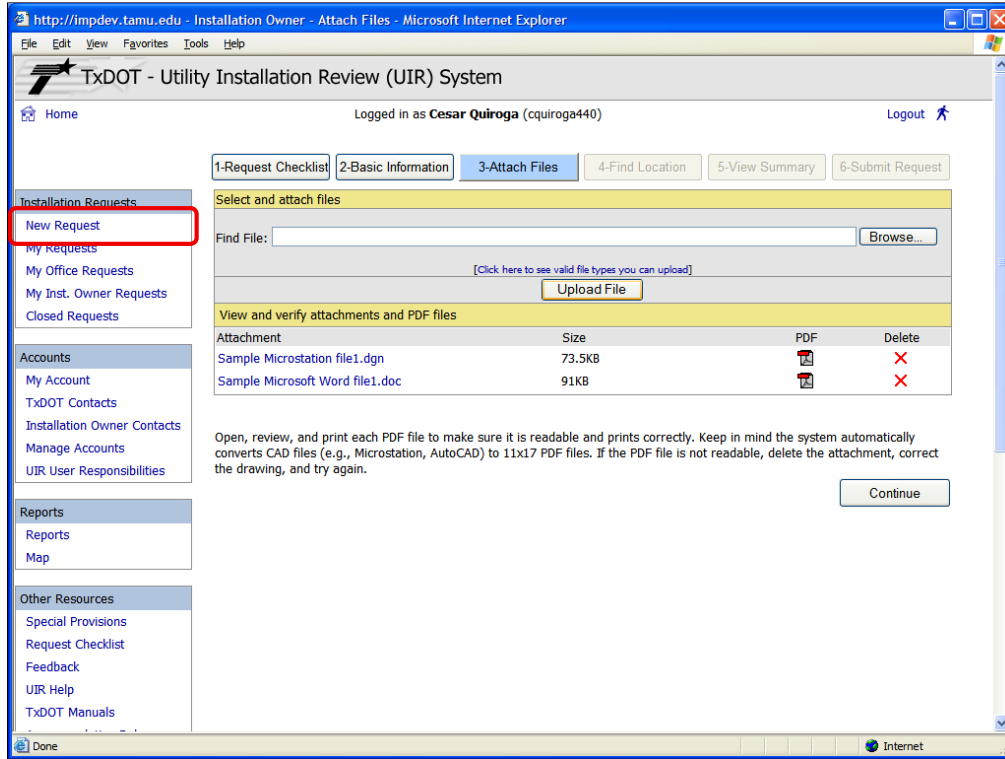 http://impdev.tamu.edu - Installation Owner - Attach Files - Microsoft Internet Explorer
File Edit View Favorites Tools Help
TxDOT - Utility Installation Review (UIR) System
Home Logged in as Cesar Quiroga (cquiroga440) Logout
1-Request Checklist 2-Basic Information 3-Attach Files 4-Find Location 5-View Summary 6-Submit Request
Installation Requests
New Request
My Requests
My Office Requests
My Inst. Owner Requests
Closed Requests
Accounts
My Account
TxDOT Contacts
Installation Owner Contacts
Manage Accounts
UIR User Responsibilities
Reports
Reports
Map
Other Resources
Special Provisions
Request Checklist
Feedback
UIR Help
TxDOT Manuals
Select and attach files
Find File: Browse...
[Click here to see valid file types you can upload]
Upload File
View and verify attachments and PDF files
Attachment Size PDF Delete
Sample Microstation file1.dgn 73.5KB
Sample Microsoft Word file1.doc 91KB
Open, review, and print each PDF file to make sure it is readable and prints correctly. Keep in mind the system automatically
converts CAD files (e.g., Microstation, AutoCAD) to 11x17 PDF files. If the PDF file is not readable, delete the attachment, correct
the drawing, and try again.
Continue
Done Internet